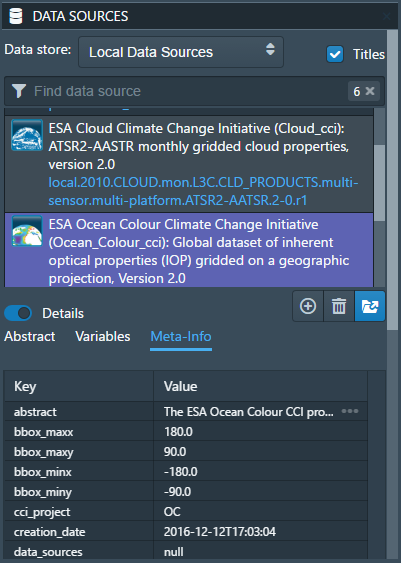 DATA SOURCES
Data store: Local Data Sources Titles
Find data source 6
ESA Cloud Climate Change Initiative (Cloud_cci):
ATSR2-AASTR monthly gridded cloud properties,
version 2.0
local.2010.CLOUD.mon.L3C.CLD_PRODUCTS.multi-
sensor.multi-platform.ATSR2-AATSR.2-0.r1
ESA Ocean Colour Climate Change Initiative
(Ocean_Colour_cci): Global dataset of inherent
optical properties (IOP) gridded on a geographic
projection, Version 2.0
Details
Abstract Variables Meta-Info
Key Value
abstract The ESA Ocean Colour CCI pro...
bbox_maxx 180.0
bbox_maxy 90.0
bbox_minx -180.0
bbox_miny -90.0
cci_project OC
creation_date 2016-12-12T17:03:04
data_sources null